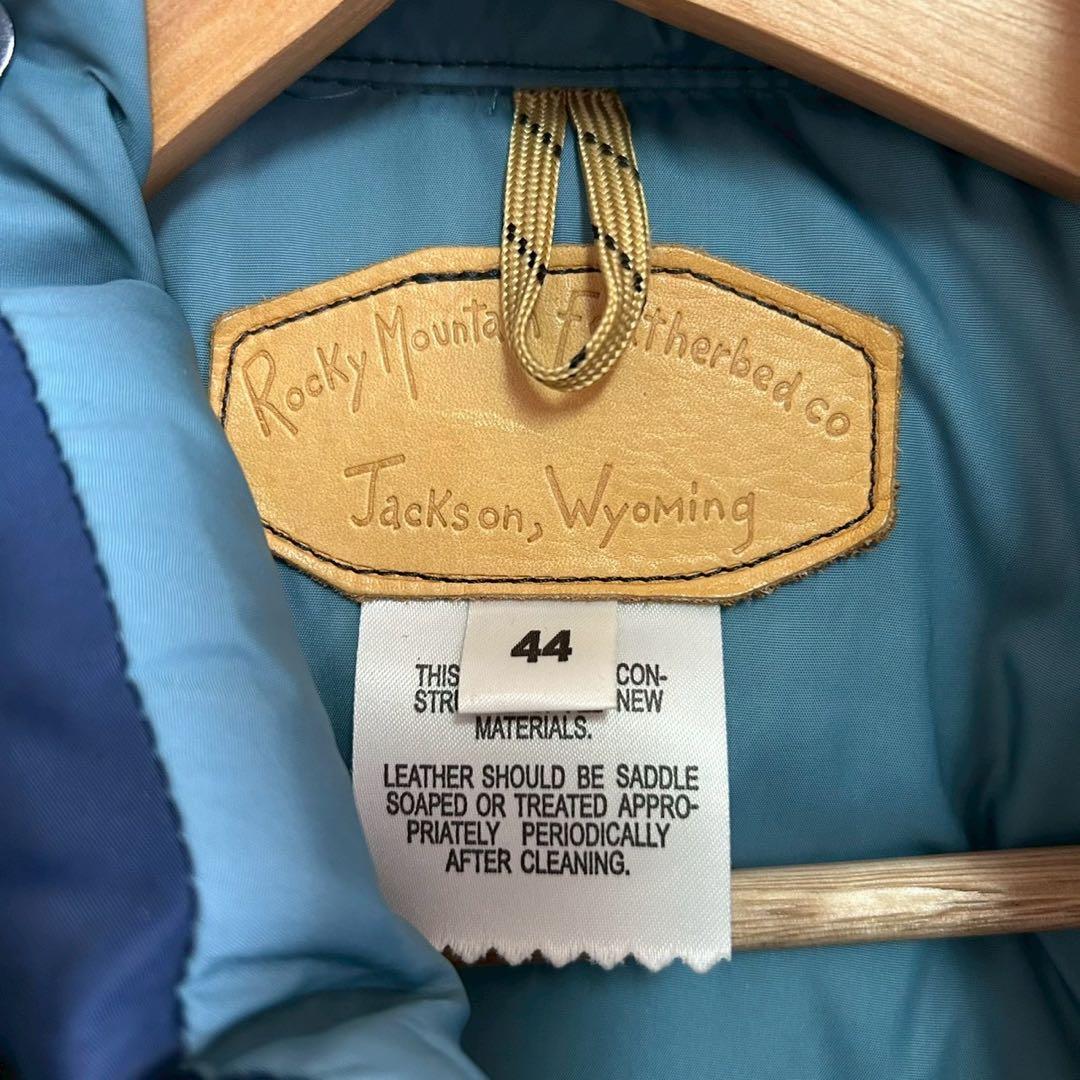 Rocky Mountain Featherbed co
Jackson, Wyoming
44
THIS CON-
STR NEW
MATERIALS.
LEATHER SHOULD BE SADDLE
SOAPED OR TREATED APPRO-
PRIATELY PERIODICALLY
AFTER CLEANING.